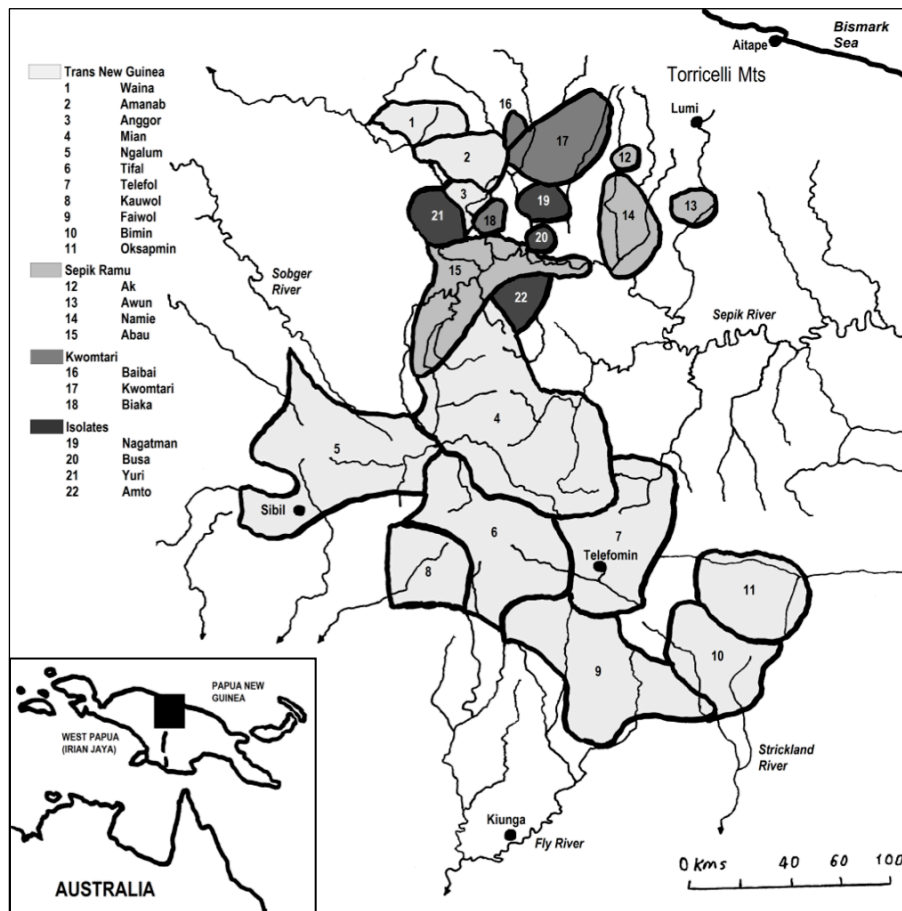 Bismark
Sea
Aitape
Torricelli Mts
Lumi
Trans New Guinea
1 Waina
2 Amanab
3 Anggor
4 Mian
5 Ngalum
6 Tifal
7 Telefol
8 Kauwol
9 Faiwol
10 Bimin
11 Oksapmin
Sepik Ramu
12 Ak
13 Awun
14 Namie
15 Abau
Kwomtari
16 Baibai
17 Kwomtari
18 Biaka
Isolates
19 Nagatman
20 Busa
21 Yuri
22 Amto
16
1
17
2
12
3
19
14
13
21
18
20
15
22
Sobger
River
Sepik River
4
5
Sibil
6
7
Telefomin
8
11
10
9
Strickland
River
Kiunga
Fly River
0 Kms 40 80 100
PAPUA NEW
GUINEA
WEST PAPUA
(IRIAN JAYA)
AUSTRALIA